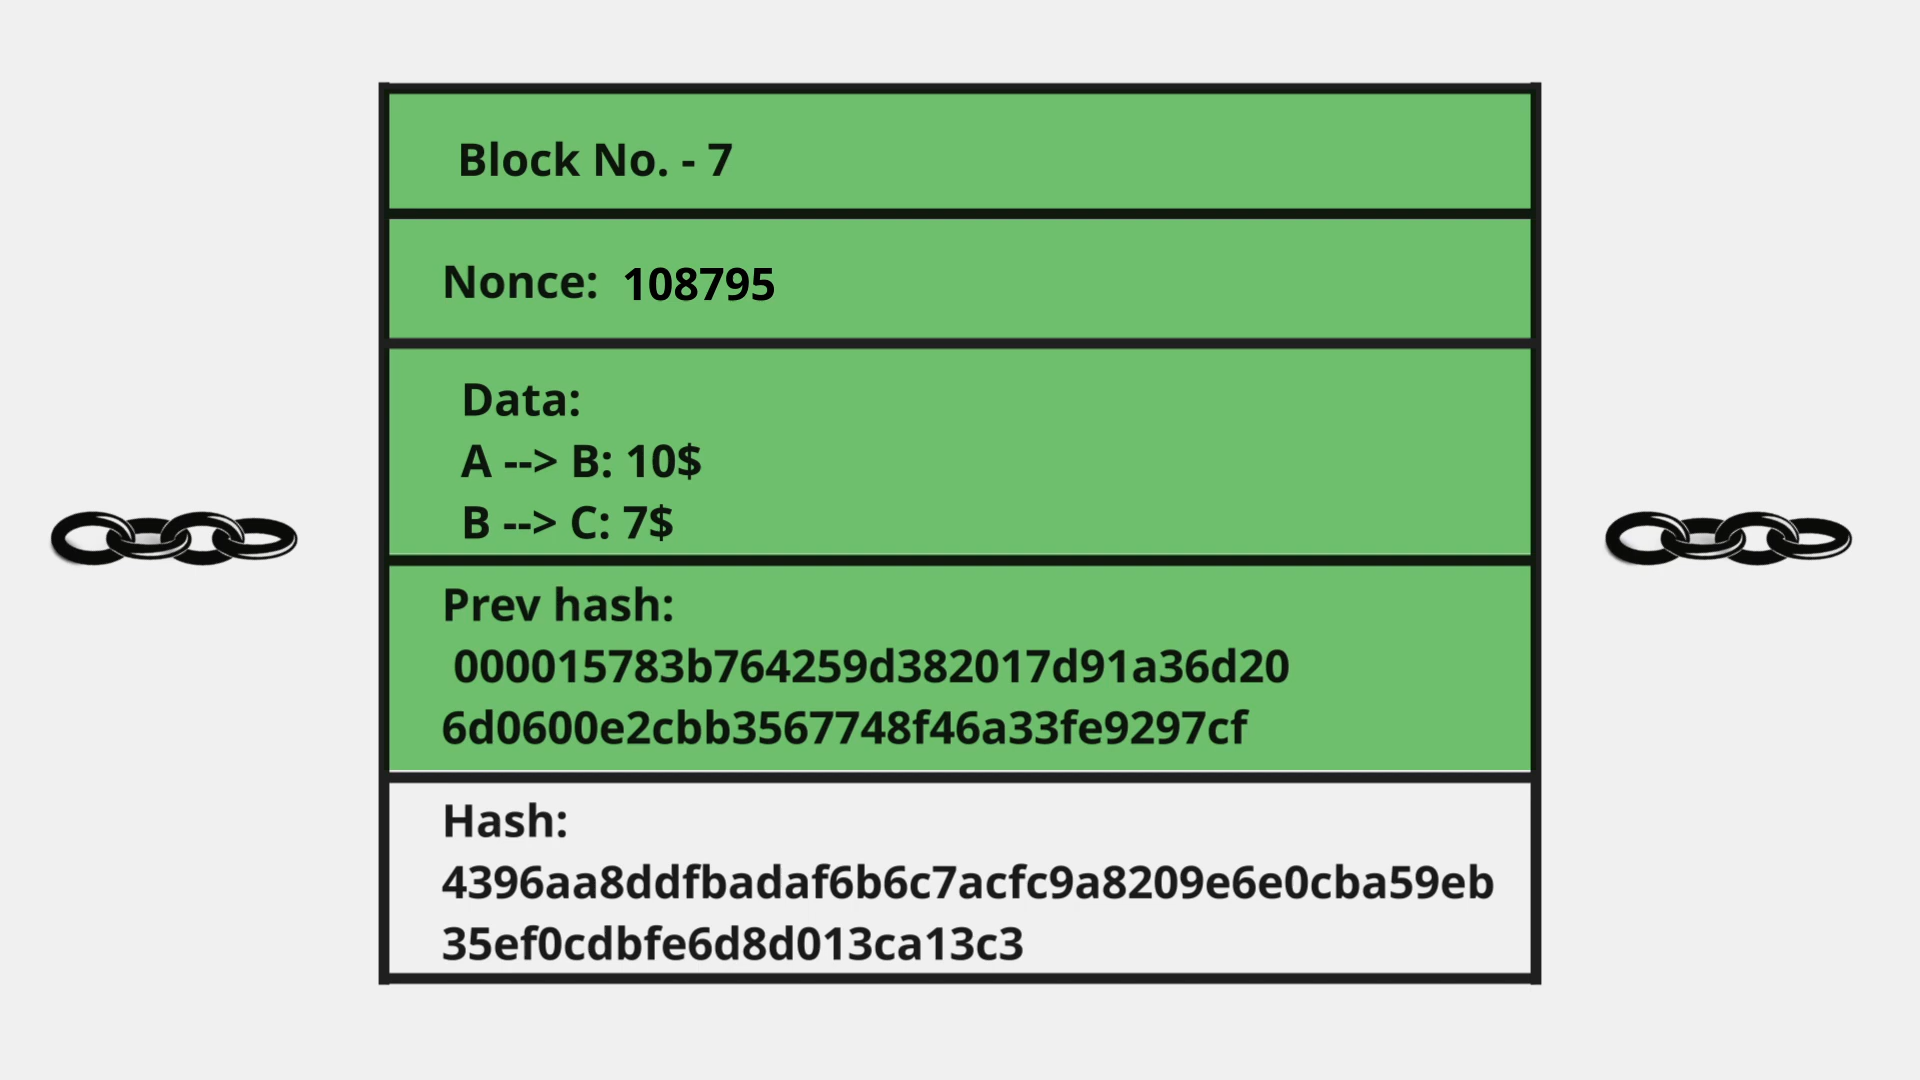 Block No. - 7
Nonce: 108795
Data:
A --> B: 10$
B --> C: 7$
Prev hash:
000015783b764259d382017d91a36d20
6d0600e2cbb3567748f46a33fe9297cf
Hash:
4396aa8ddfbadaf6b6c7acfc9a8209e6e0cba59eb
35ef0cdbfe6d8d013ca13c3